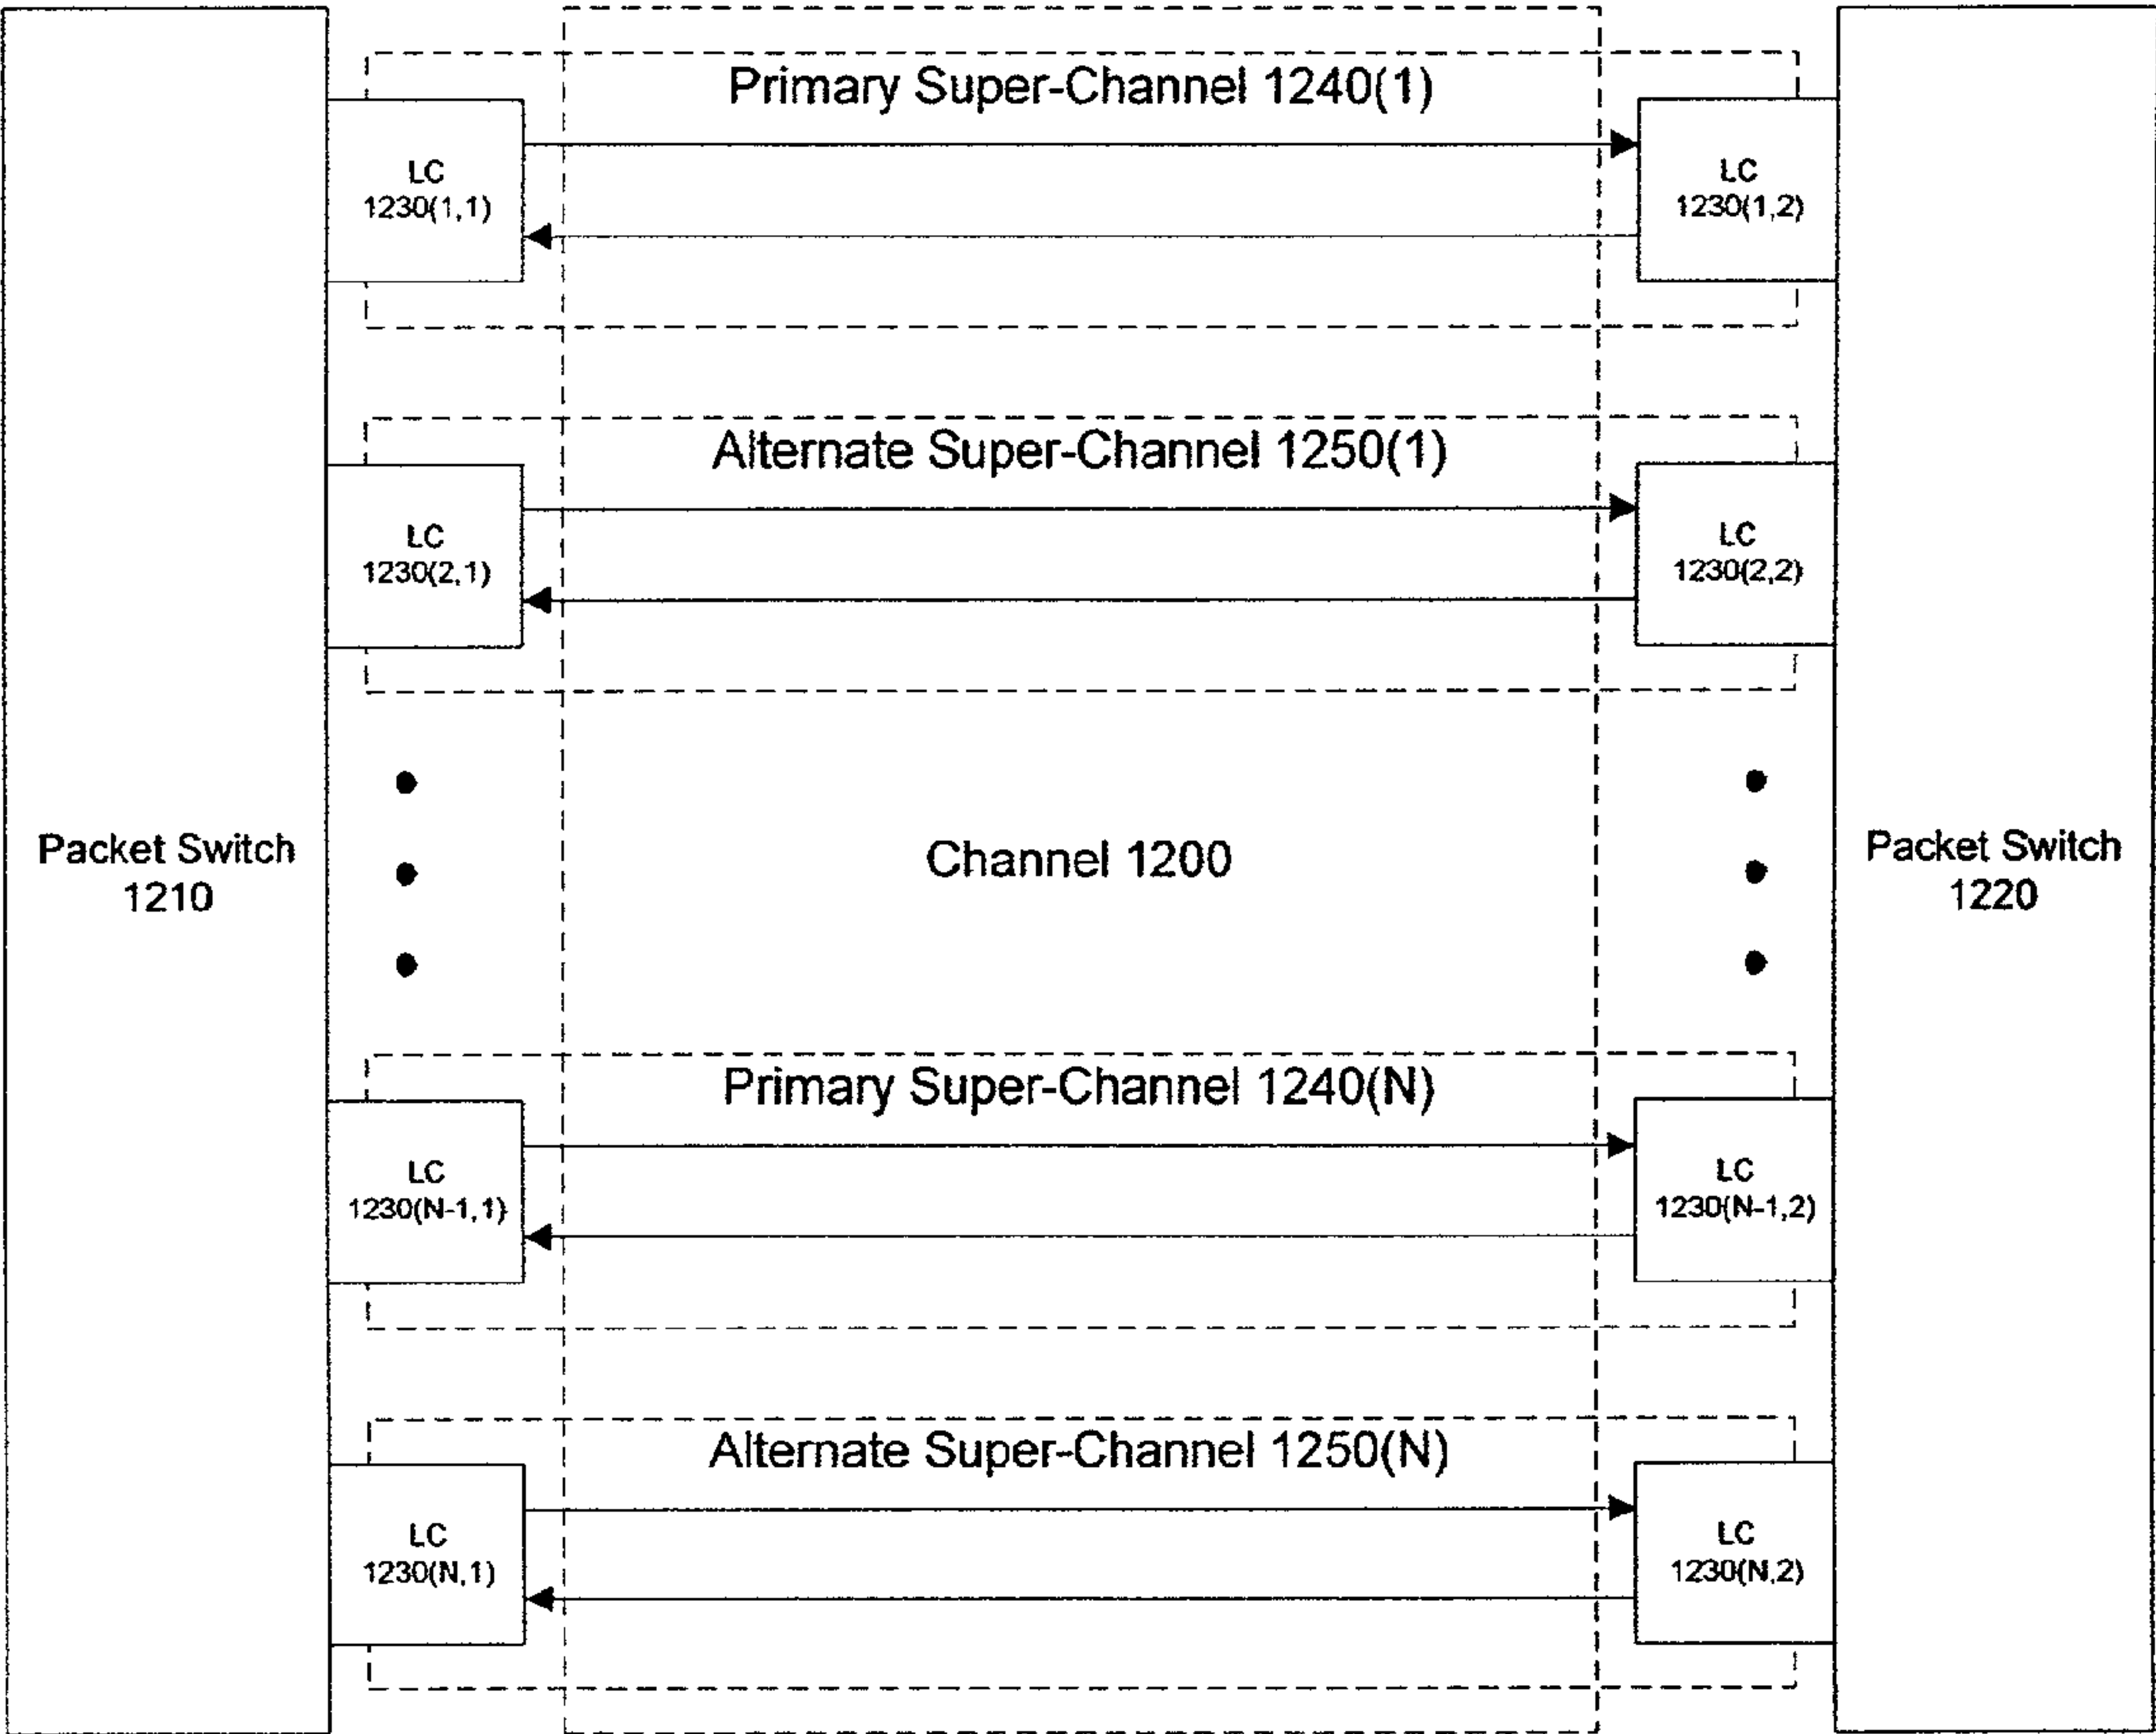 Primary Super-Channel 1240(1)
LC
1230(1,1)
LC
1230(1,2)
Alternate Super-Channel 1250(1)
LC
1230(2,1)
LC
1230(2,2)
Packet Switch
1210
Channel 1200
Packet Switch
1220
Primary Super-Channel 1240(N)
LC
1230(N-1,1)
LC
1230(N-1,2)
Alternate Super-Channel 1250(N)
LC
1230(N,1)
LC
1230(N,2)